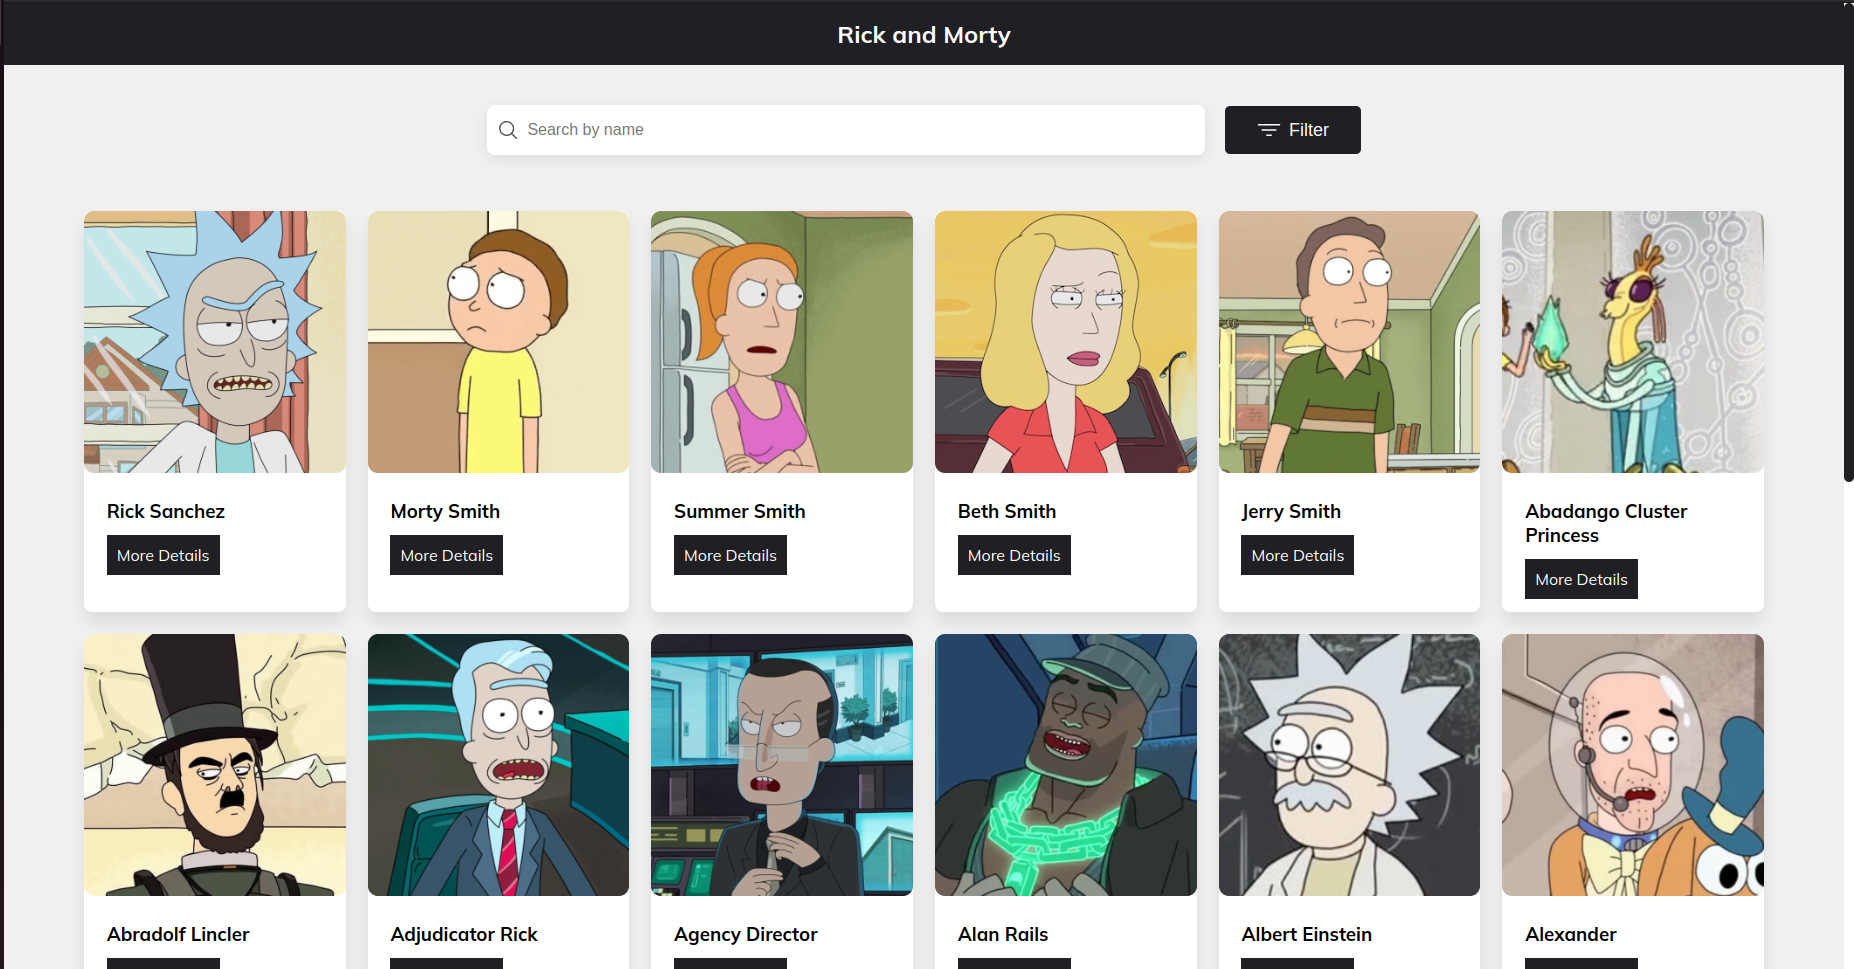 Rick and Morty
Search by name
Filter
Rick Sanchez
More Details
Morty Smith
More Details
Summer Smith
More Details
Beth Smith
More Details
Jerry Smith
More Details
Abadango Cluster
Princess
More Details
Abradolf Lincler
Adjudicator Rick
Agency Director
Alan Rails
Albert Einstein
Alexander